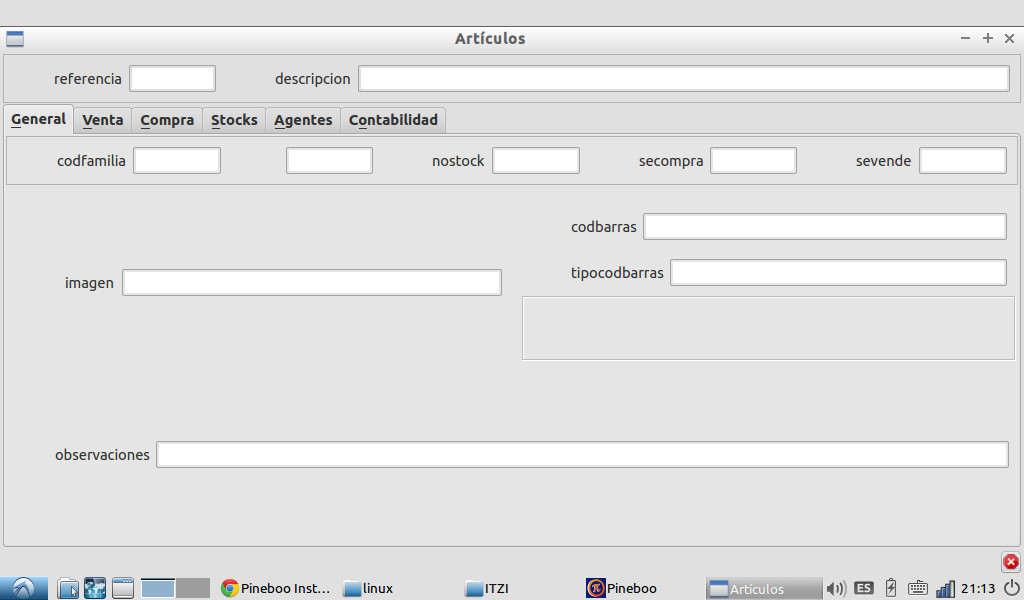 Artículos
referencia descripcion
General Venta Compra Stocks Agentes Contabilidad
codfamilia nostock secompra sevende
codbarras
imagen tipocodbarras
observaciones
Pineboo Inst... linux ITZI Pineboo Artículos ES 21:13